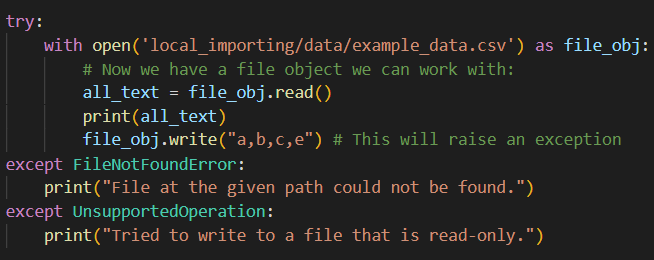 try:
    with open('local_importing/data/example_data.csv') as file_obj:
        # Now we have a file object we can work with:
        all_text = file_obj.read()
        print(all_text)
        file_obj.write("a,b,c,e") # This will raise an exception
except FileNotFoundError:
    print("File at the given path could not be found.")
except UnsupportedOperation:
    print("Tried to write to a file that is read-only.")